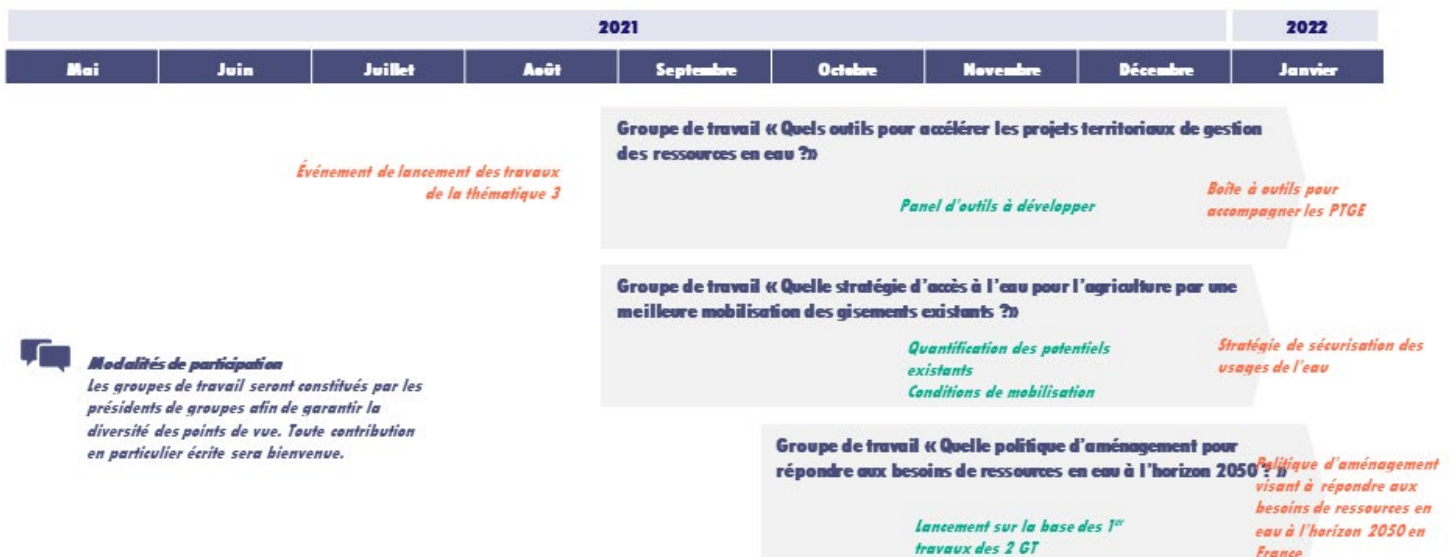 2021
2022
Mai
Juin
Juillet
Août
Septembre
Octobre
Novembre
Décembre
Janvier
Groupe de travail « Quels outils pour accélérer les projets territoriaux de gestion
des ressources en eau ?»
Événement de lancement des travaux
de la thématique 3
Panel d'outils à développer
Boîte à outils pour
accompagner les PTGE
Groupe de travail « Quelle stratégie d'accès à l'eau pour l'agriculture par une
meilleure mobilisation des gisements existants ?»
Quantification des potentiels
existants
Conditions de mobilisation
Stratégie de sécurisation des
usages de l'eau
Modalités de participation
Les groupes de travail seront constitués par les
présidents de groupes afin de garantir la
diversité des points de vue. Toute contribution
en particulier écrite sera bienvenue.
Groupe de travail « Quelle politique d'aménagement pour
répondre aux besoins de ressources en eau à l'horizon 2050 ? »
Lancement sur la base des 1er
travaux des 2 GT
Politique d'aménagement
visant à répondre aux
besoins de ressources en
eau à l'horizon 2050 en
France